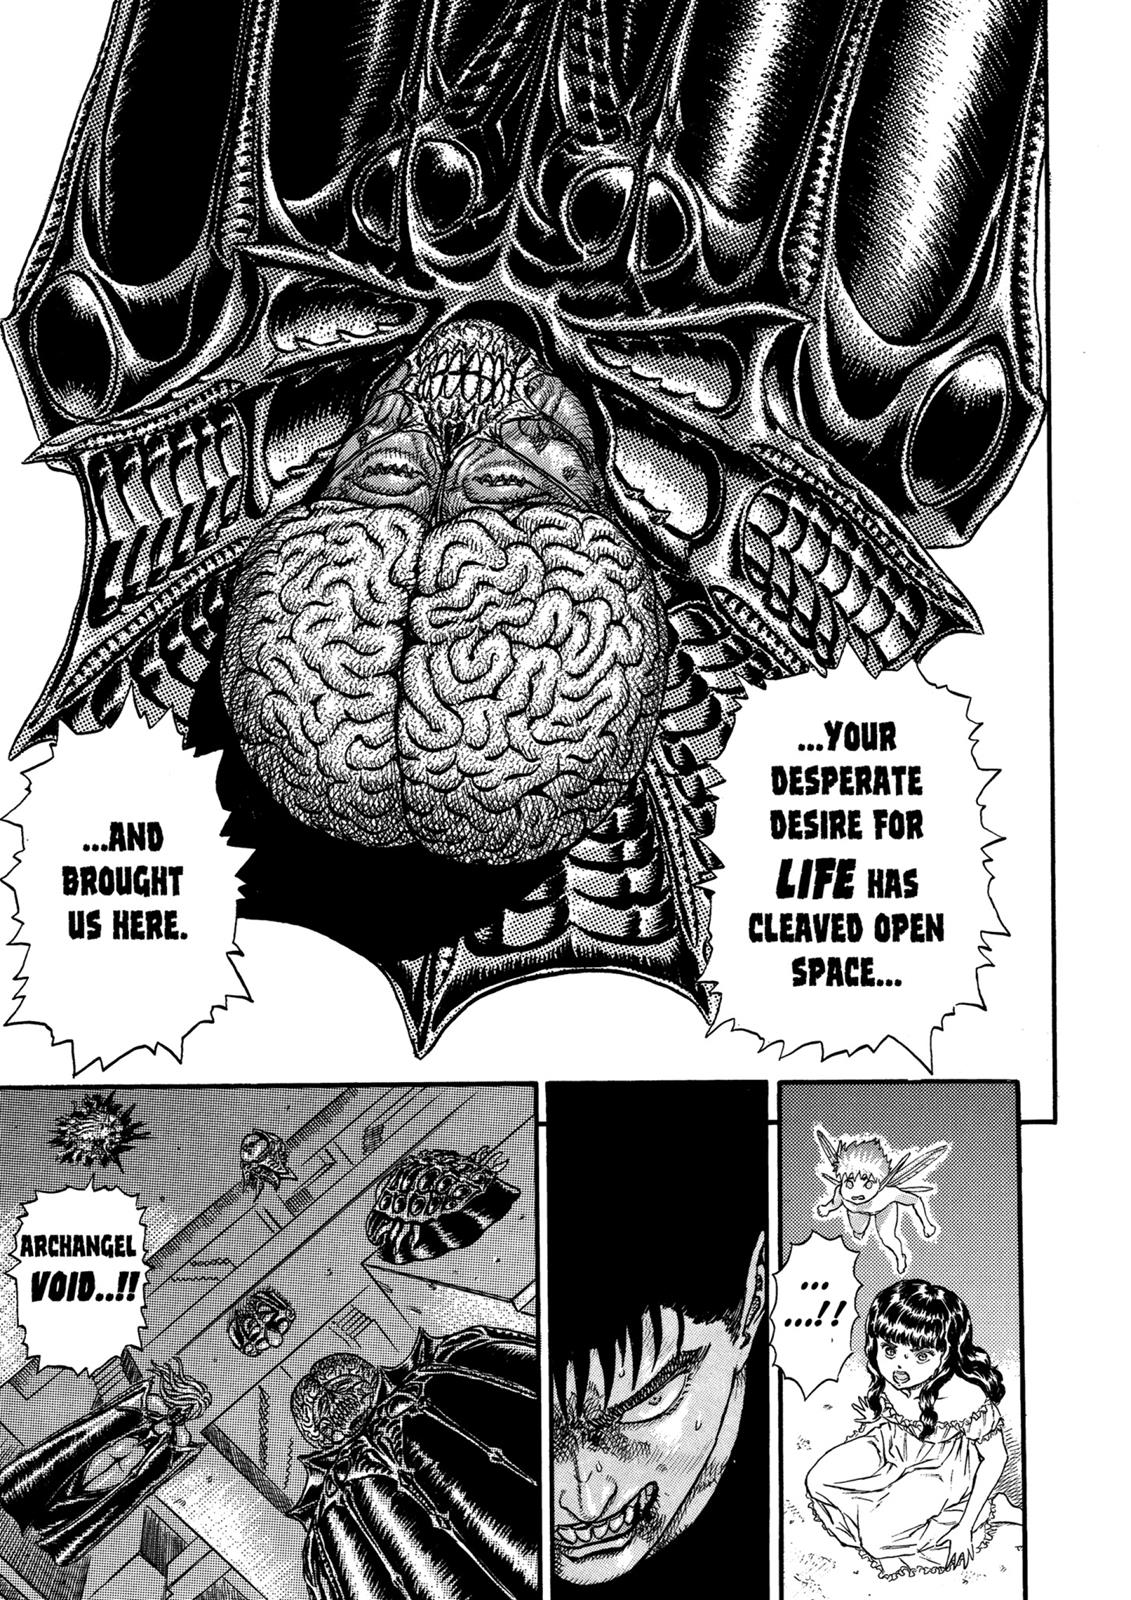 ...YOUR
DESPERATE
DESIRE FOR
LIFE HAS
CLEAVED OPEN
SPACE...
...AND
BROUGHT
US HERE.
...
...!!
ARCHANGEL
VOID..!!